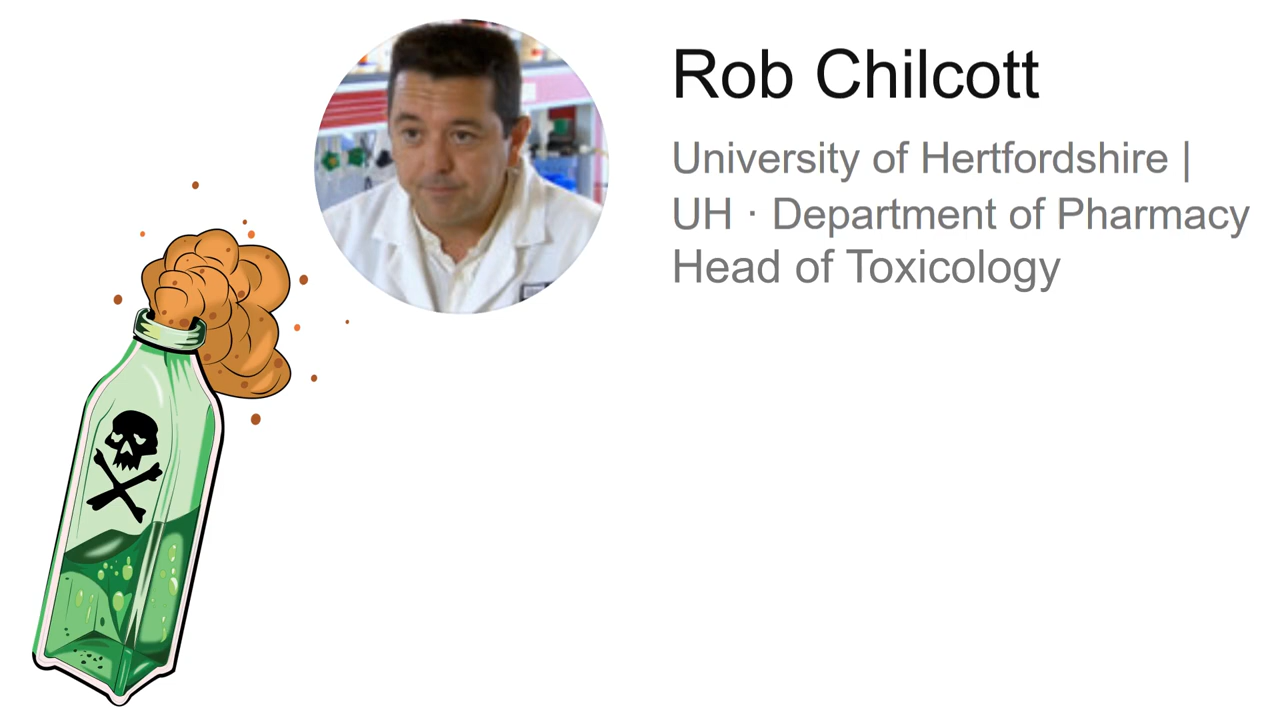 Rob Chilcott
University of Hertfordshire |
UH · Department of Pharmacy
Head of Toxicology